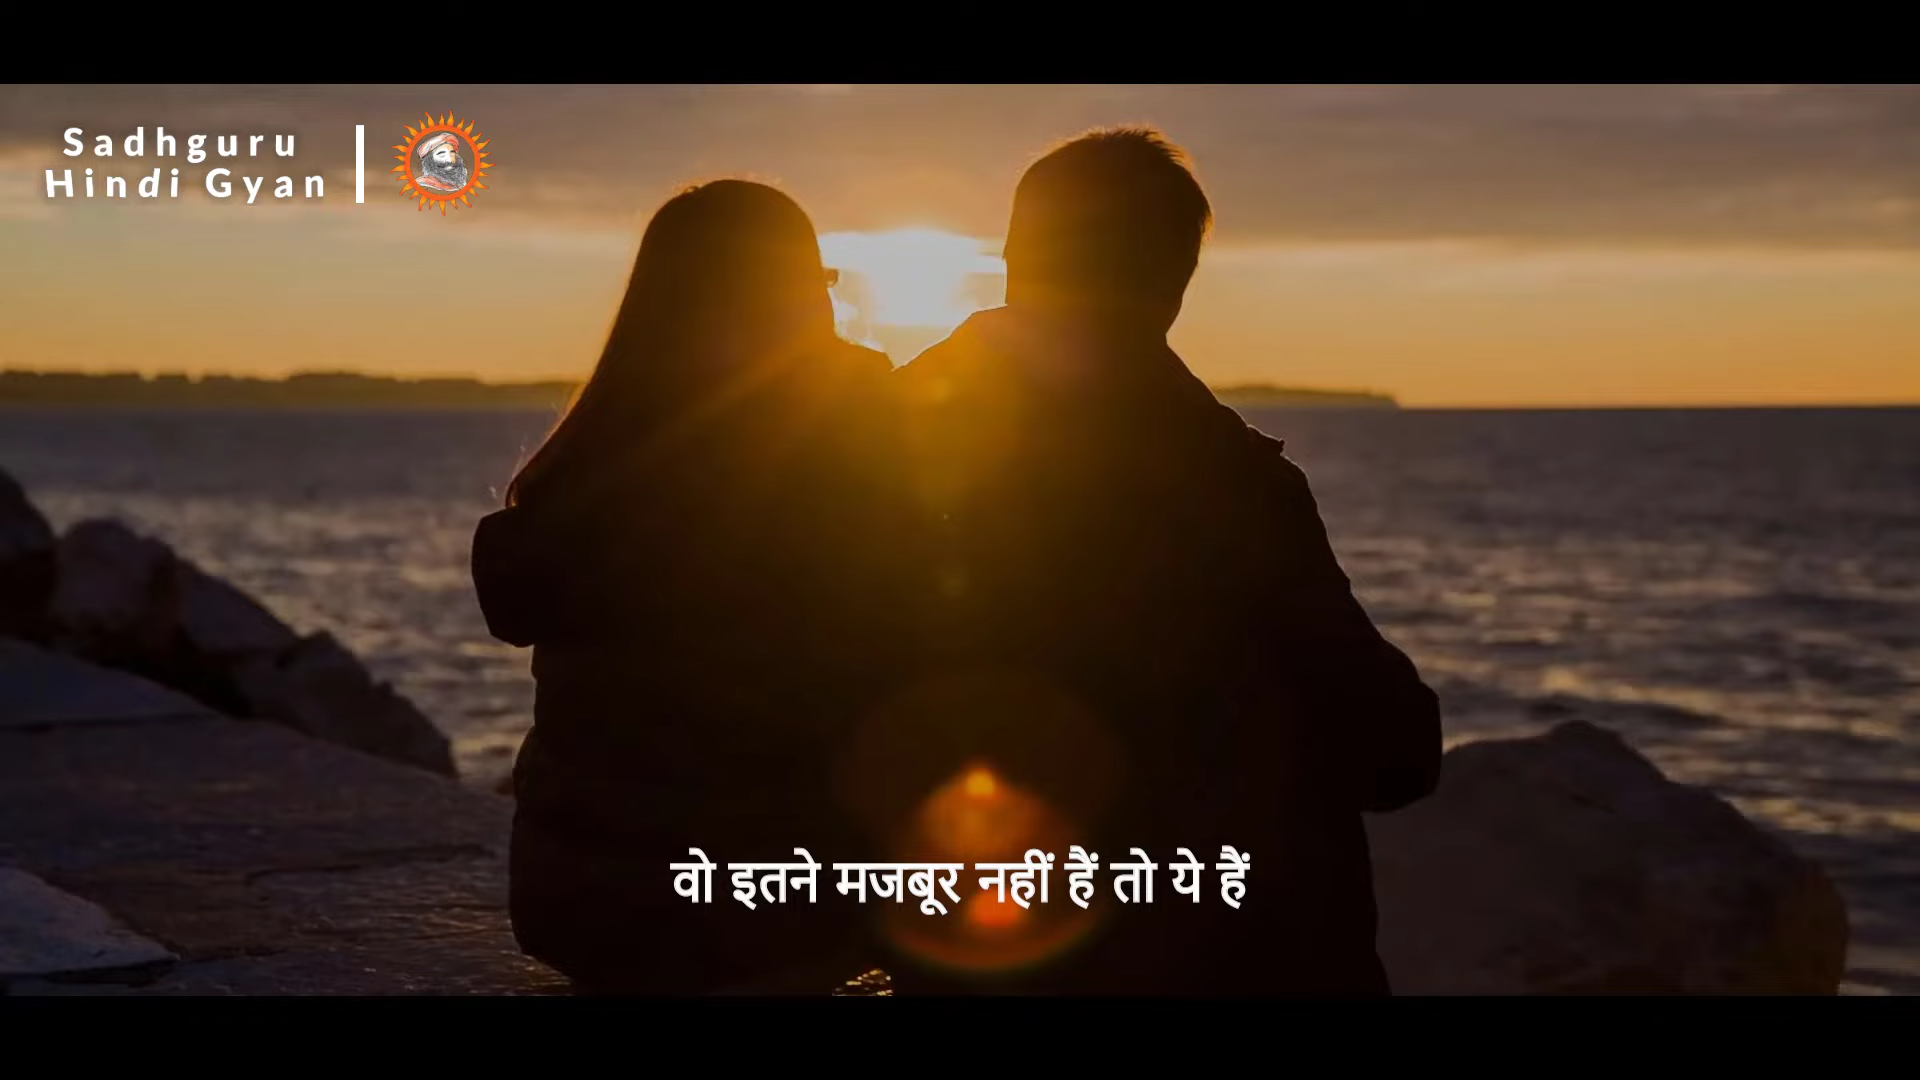 Sadhguru
Hindi Gyan
वो इतने मजबूर नहीं हैं तो ये हैं